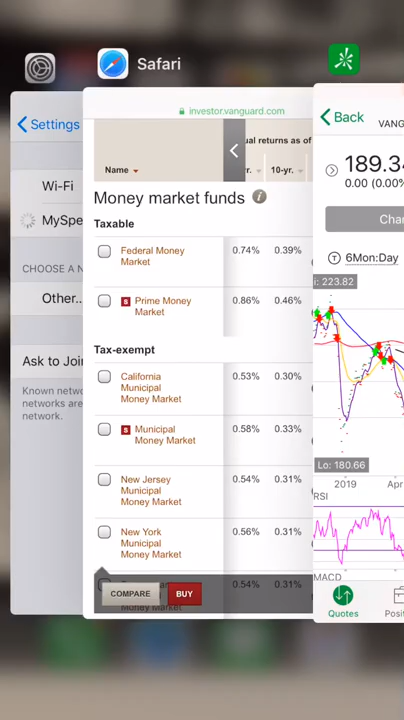 Safari
Settings
Wi-Fi
MySpe
CHOOSE A N
Other...
Ask to Join
Known netwo
networks are
network.
investor.vanguard.com
ual returns as of
Name
yr.
10-yr.
Money market funds
Taxable
Federal Money
Market
0.74%
0.39%
Prime Money
Market
0.86%
0.46%
Tax-exempt
California
Municipal
Money Market
0.53%
0.30%
Municipal
Money Market
0.58%
0.33%
New Jersey
Municipal
Money Market
0.54%
0.31%
New York
Municipal
Money Market
0.56%
0.31%
0.54%
0.31%
Money Market
COMPARE
BUY
Back
VANG
189.3
0.00 (0.00%
Char
6Mon:Day
i: 223.82
Lo: 180.66
2019
Apr
RSI
MACD
Quotes
Posit